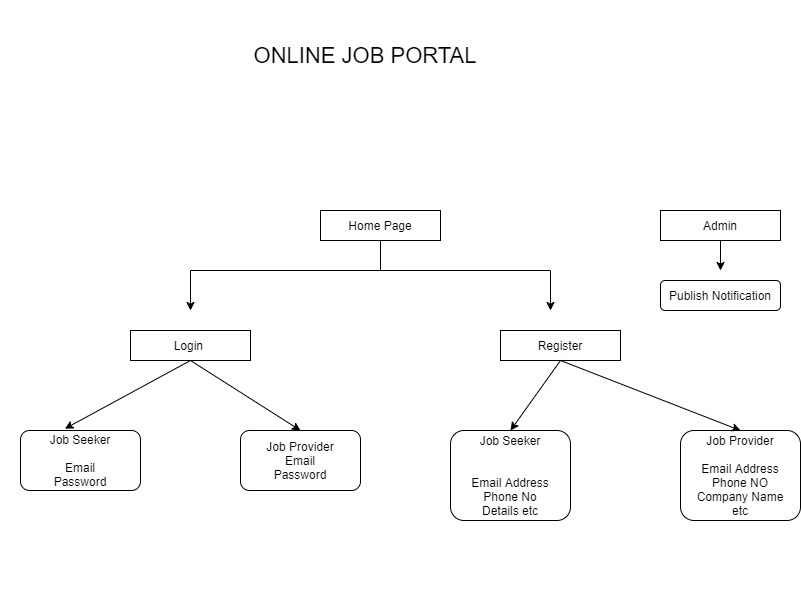 ONLINE JOB PORTAL
Home Page
Admin
Publish Notification
Login
Register
Job Seeker
Email
Password
Job Provider
Email
Password
Job Seeker
Email Address
Phone No
Details etc
Job Provider
Email Address
Phone NO
Company Name
etc